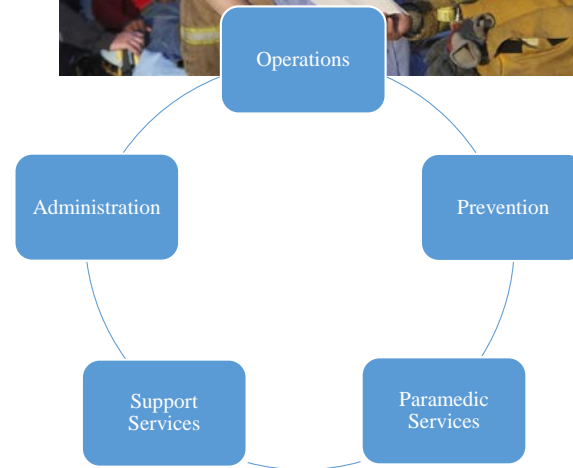 Operations
Prevention
Paramedic
Services
Support
Services
Administration